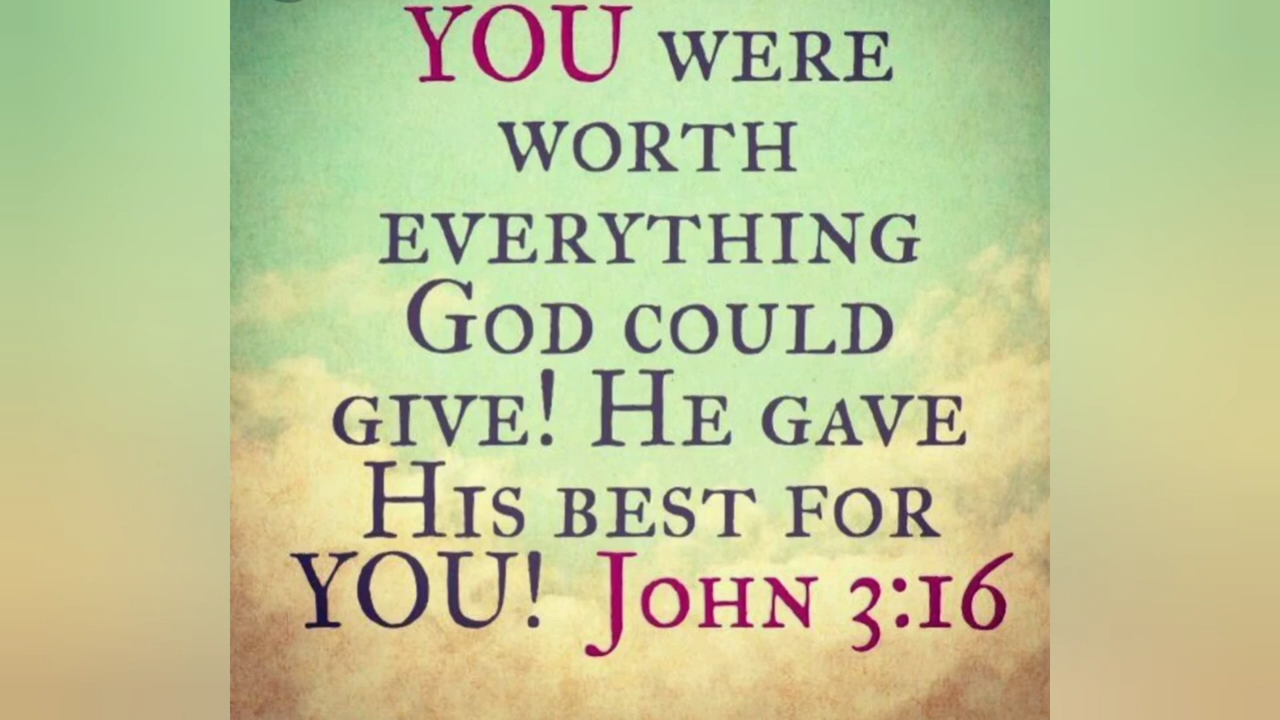 YOU WERE
WORTH
EVERYTHING
GOD COULD
GIVE! HE GAVE
HIS BEST FOR
YOU! JOHN 3:16